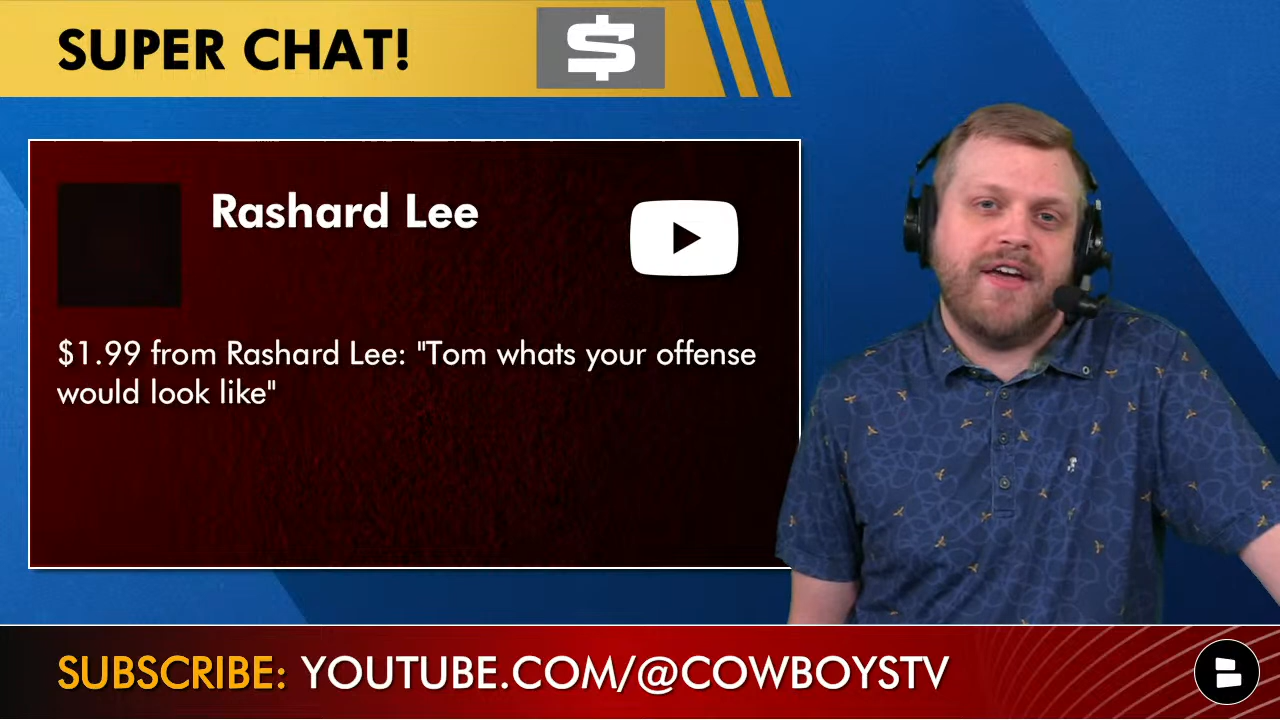 SUPER CHAT!
$
Rashard Lee
$1.99 from Rashard Lee: "Tom whats your offense
would look like"
SUBSCRIBE: YOUTUBE.COM/@COWBOYSTV